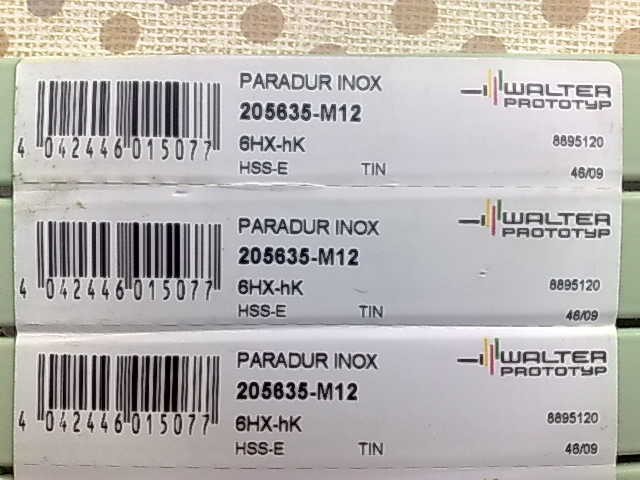 PARADUR INOX
205635-M12
WALTER
PROTOTYP
6HX-hK
8895120
4 042446 015077
HSS-E TIN 46/09
PARADUR INOX
205635-M12
WALTER
PROTOTYP
6HX-hK
8895120
4 042446 015077
HSS-E TIN 46/09
PARADUR INOX
205635-M12
WALTER
PROTOTYP
6HX-hK
8895120
4 042446 015077
HSS-E TIN 46/09